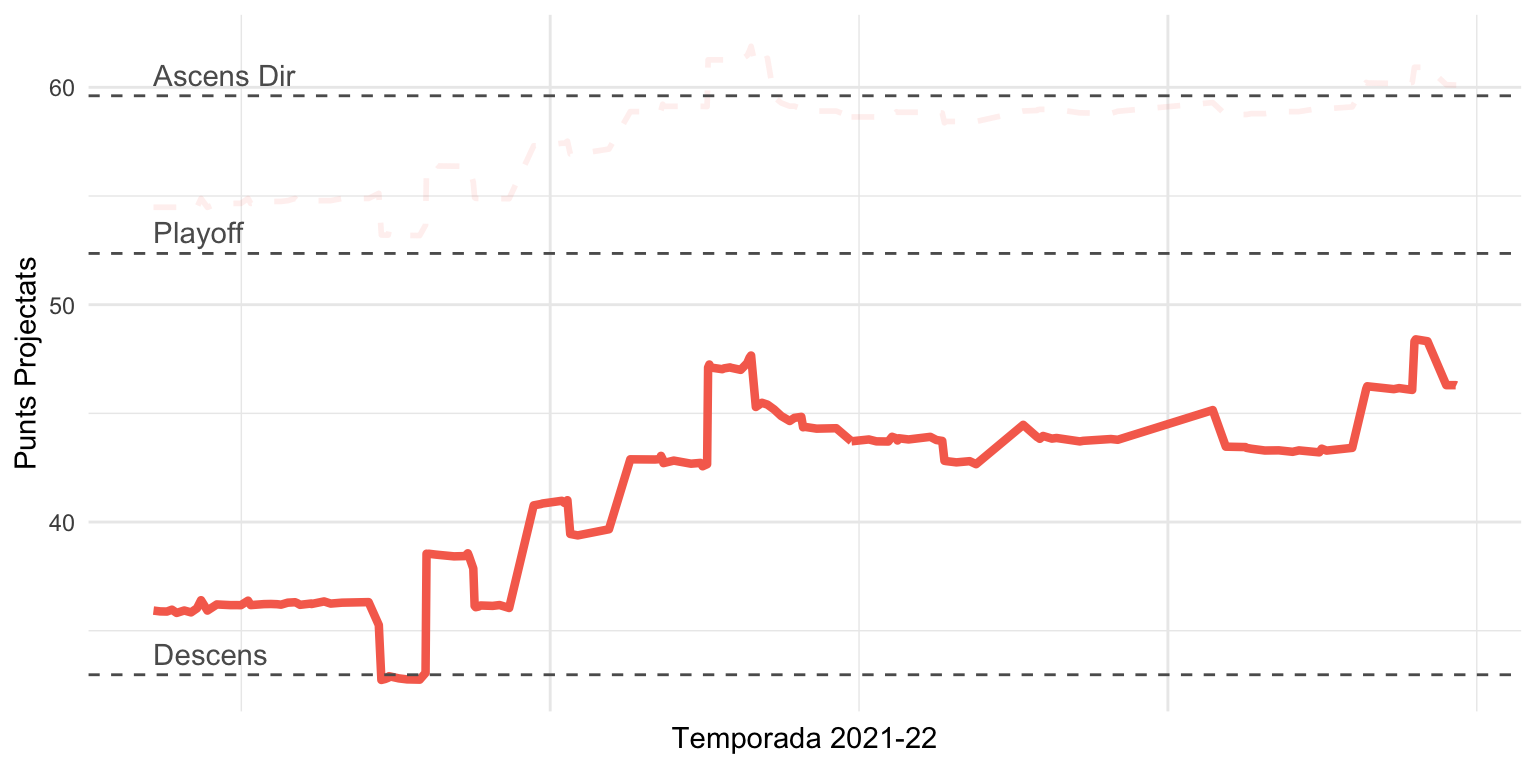 Ascens Dir
60
Playoff
50
Punts Projectats
40
Descens
Temporada 2021-22